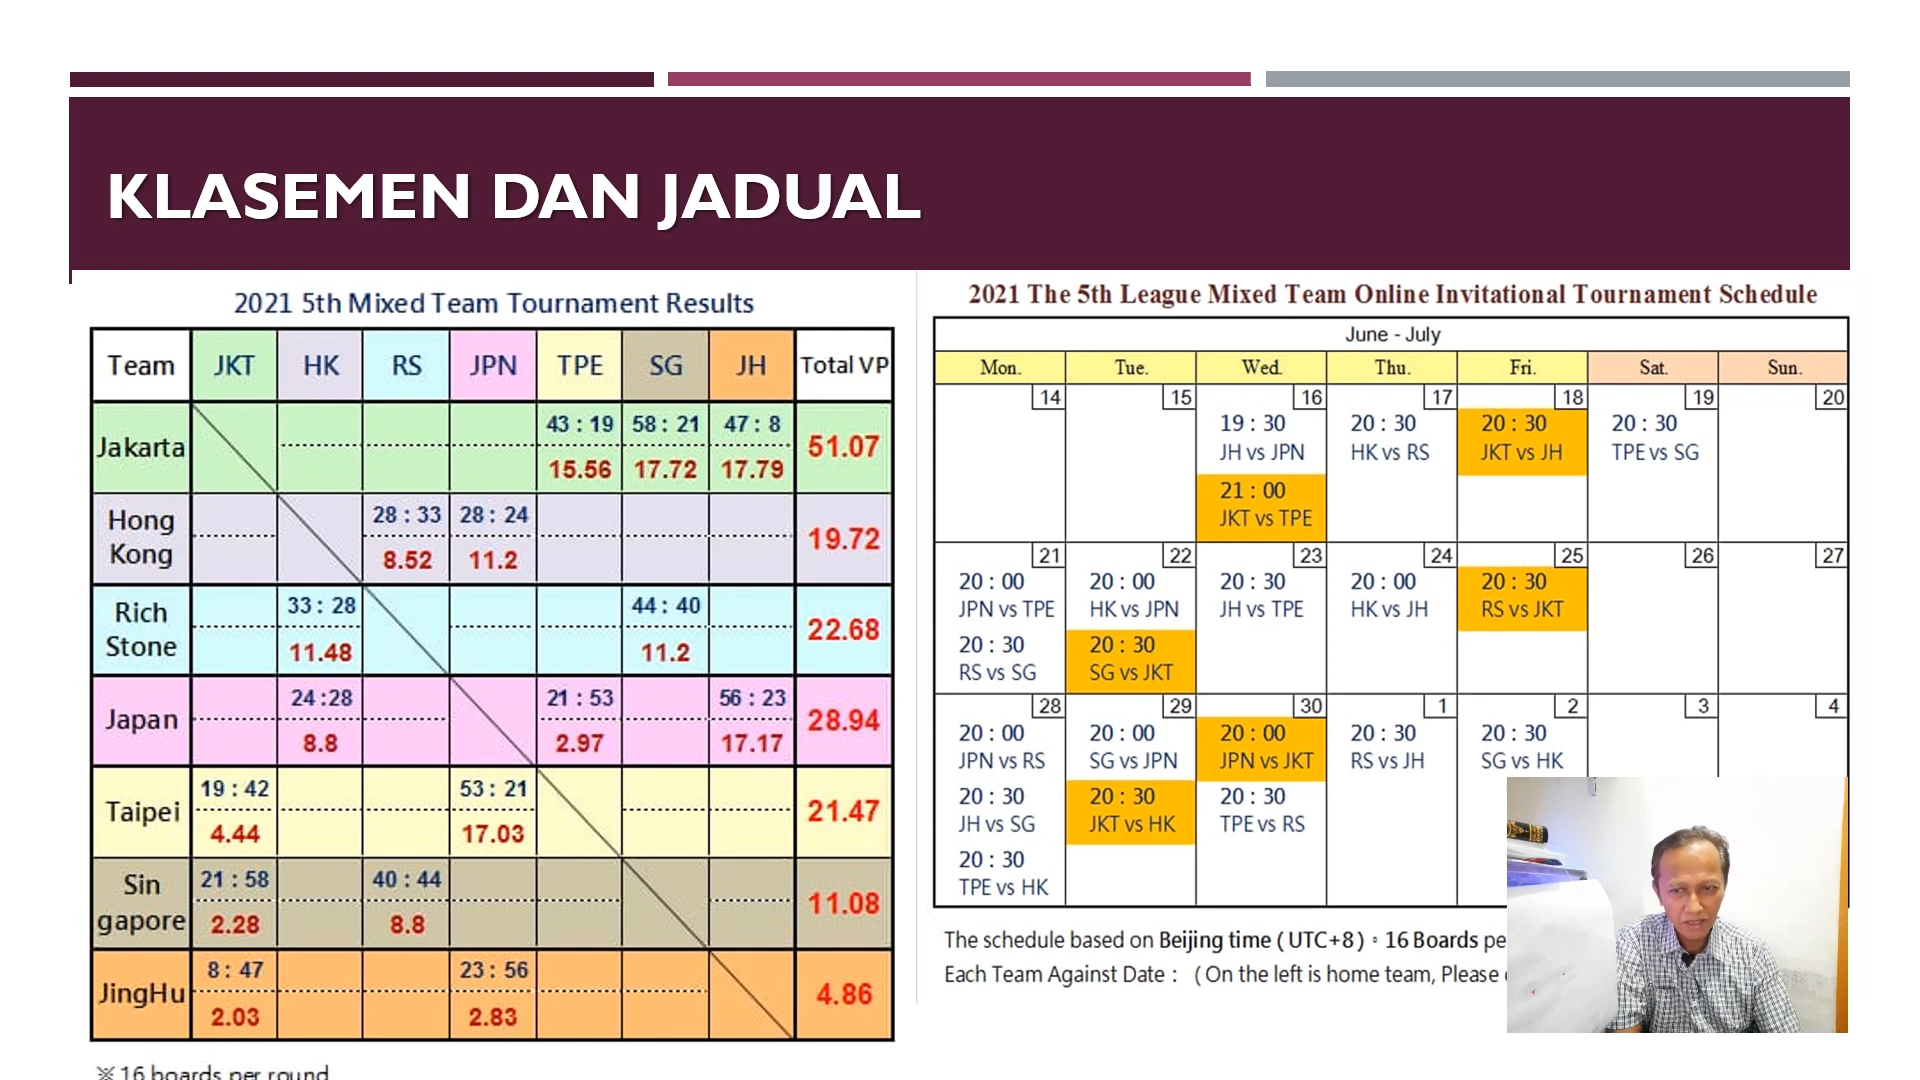 KLASEMEN DAN JADUAL
2021 5th Mixed Team Tournament Results
Team JKT HK RS JPN TPE SG JH Total VP
Jakarta 43 : 19 58 : 21 47 : 8 51.07
15.56 17.72 17.79
Hong Kong 28 : 33 28 : 24 19.72
8.52 11.2
Rich Stone 33 : 28 44 : 40 22.68
11.48 11.2
Japan 24 :28 21 : 53 56 : 23 28.94
8.8 2.97 17.17
Taipei 19 : 42 53 : 21 21.47
4.44 17.03
Sin gapore 21 : 58 40 : 44 11.08
2.28 8.8
JingHu 8 : 47 23 : 56 4.86
2.03 2.83
※ 16 boards per round
2021 The 5th League Mixed Team Online Invitational Tournament Schedule
June - July
Mon. Tue. Wed. Thu. Fri. Sat. Sun.
14 15 16 17 18 19 20
19 : 30 20 : 30 20 : 30 20 : 30
JH vs JPN HK vs RS JKT vs JH TPE vs SG
21 : 00
JKT vs TPE
21 22 23 24 25 26 27
20 : 00 20 : 00 20 : 30 20 : 00 20 : 30
JPN vs TPE HK vs JPN JH vs TPE HK vs JH RS vs JKT
20 : 30 20 : 30
RS vs SG SG vs JKT
28 29 30 1 2 3 4
20 : 00 20 : 00 20 : 00 20 : 30 20 : 30
JPN vs RS SG vs JPN JPN vs JKT RS vs JH SG vs HK
20 : 30 20 : 30 20 : 30
JH vs SG JKT vs HK TPE vs RS
20 : 30
TPE vs HK
The schedule based on Beijing time ( UTC+8 ) 。 16 Boards pe
Each Team Against Date : ( On the left is home team, Please